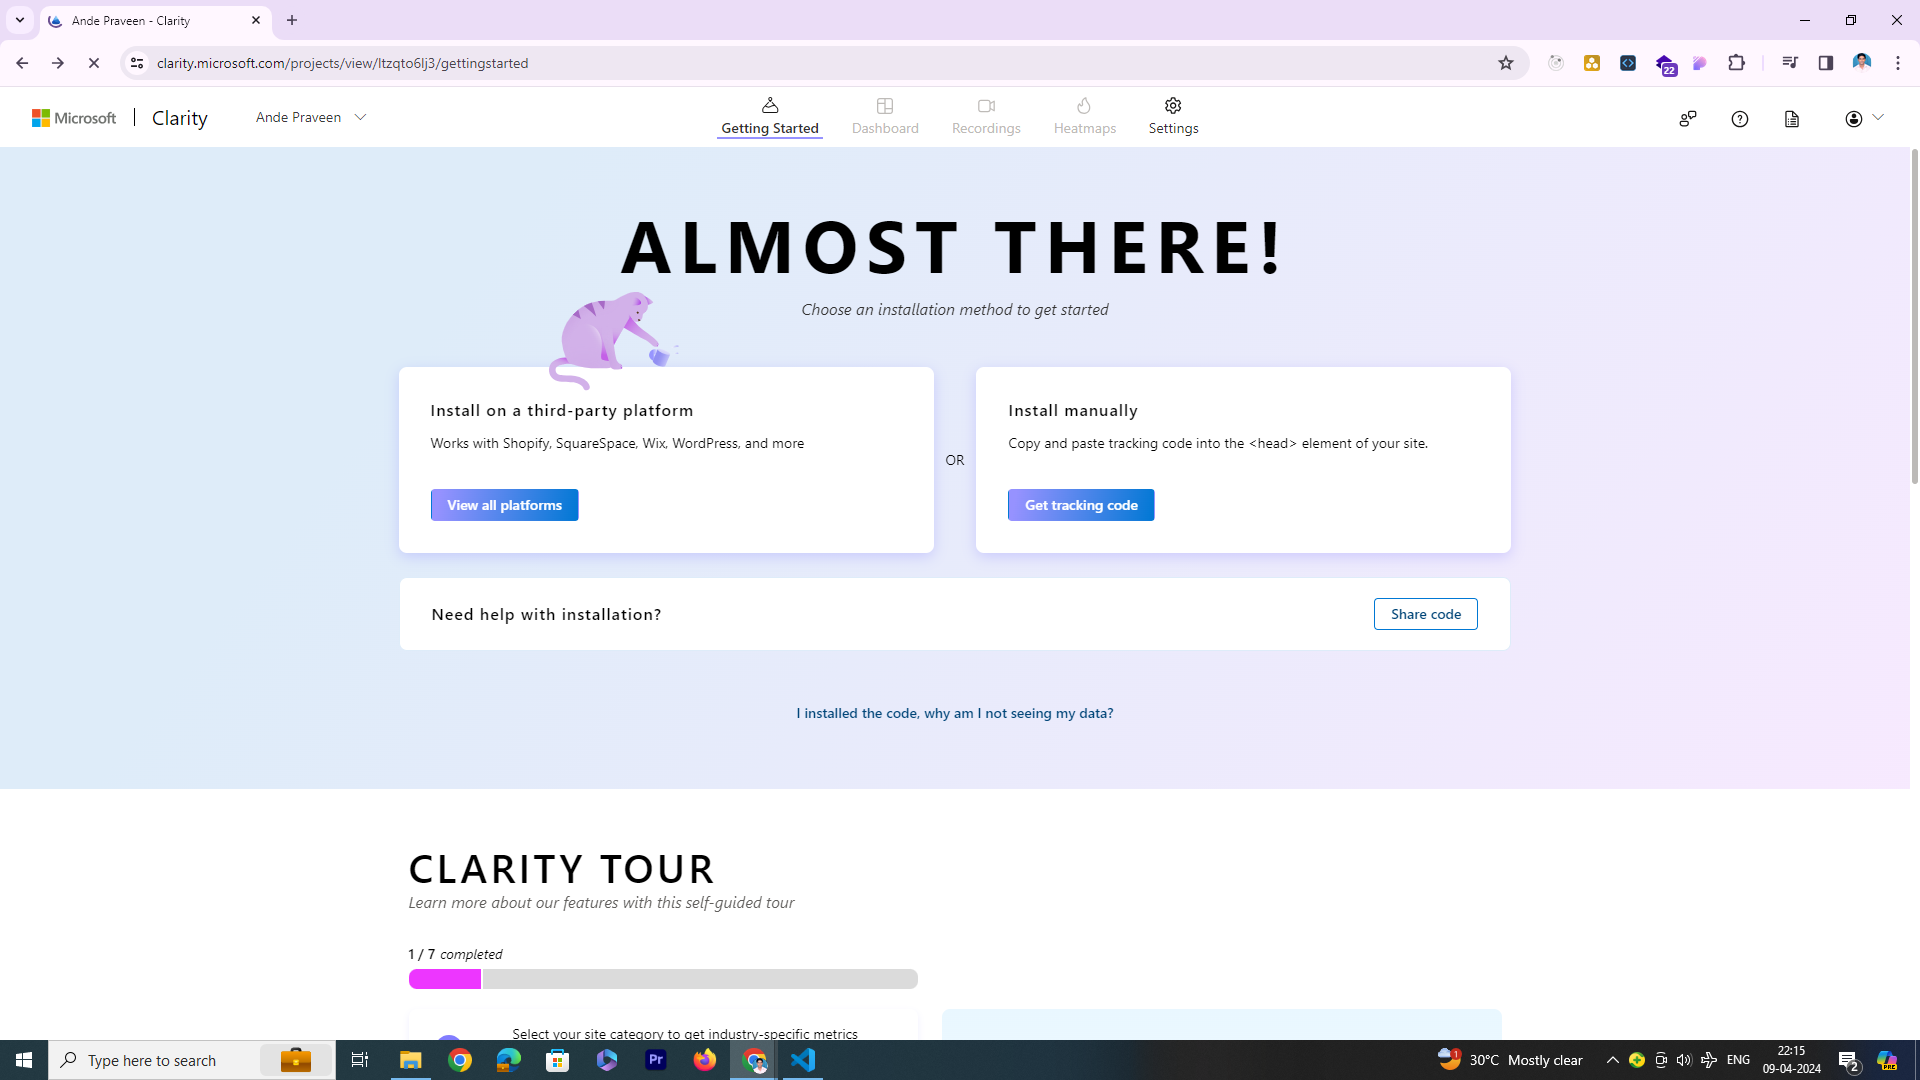 Ande Praveen - Clarity
clarity.microsoft.com/projects/view/ltzqto6lj3/gettingstarted
22
Microsoft
Clarity
Ande Praveen
Getting Started
Dashboard
Recordings
Heatmaps
Settings
ALMOST THERE!
Choose an installation method to get started
Install on a third-party platform
Works with Shopify, SquareSpace, Wix, WordPress, and more
View all platforms
OR
Install manually
Copy and paste tracking code into the <head> element of your site.
Get tracking code
Need help with installation?
Share code
I installed the code, why am I not seeing my data?
CLARITY TOUR
Learn more about our features with this self-guided tour
1 / 7 completed
Select your site category to get industry-specific metrics
Type here to search
Pr
1
30°C Mostly clear
ENG
22:15
09-04-2024
2
PRE